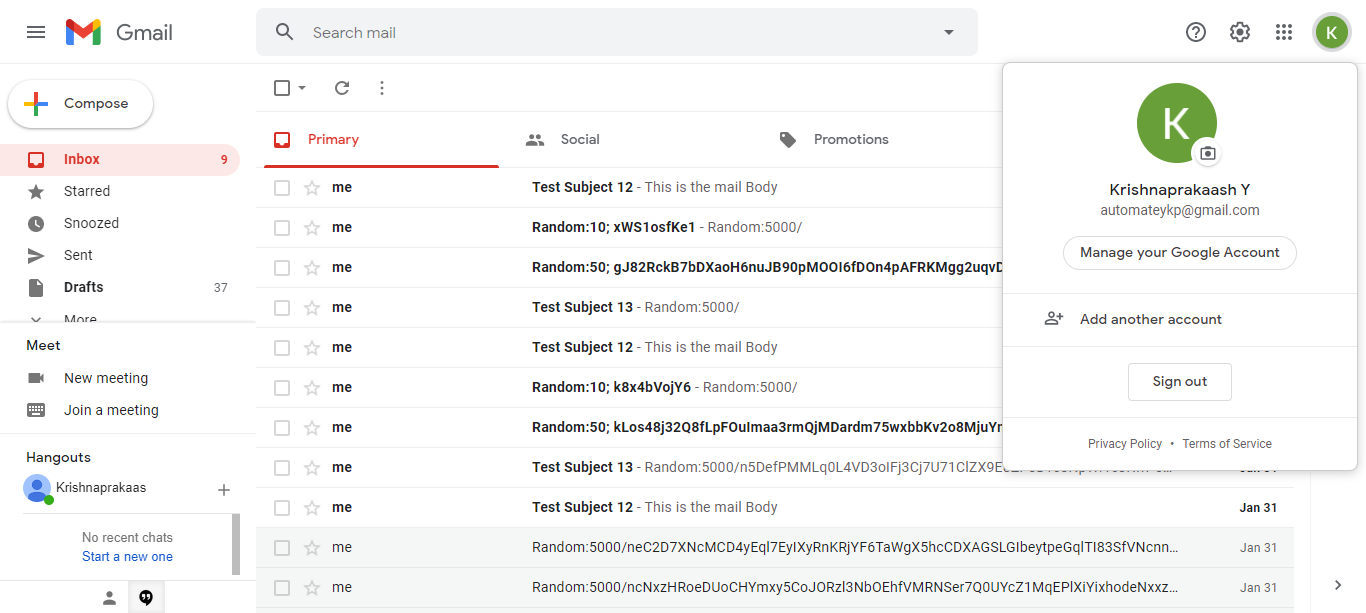 Gmail
Search mail
K
Compose
Inbox 9
Starred
Snoozed
Sent
Drafts 37
More
Meet
New meeting
Join a meeting
Hangouts
Krishnaprakaas
No recent chats
Start a new one
Primary Social Promotions
me Test Subject 12 - This is the mail Body
me Random:10; xWS1osfKe1 - Random:5000/
me Random:50; gJ82RckB7bDXaoH6nuJB90pMOOI6fDOn4pAFRKMgg2uqvD
me Test Subject 13 - Random:5000/
me Test Subject 12 - This is the mail Body
me Random:10; k8x4bVojY6 - Random:5000/
me Random:50; kLos48j32Q8fLpFOuImaa3rmQjMDardm75wxbbKv2o8MjuYr
me Test Subject 13 -
me Test Subject 12 - This is the mail Body Jan 31
me Random:5000/neC2D7XNcMCD4yEql7EyIXyRnKRjYF6TaWgX5hcCDXAGSLGIbeytpeGqlTI83SfVNcnn... Jan 31
me Random:5000/ncNxzHRoeDUoCHYmxy5CoJORzl3NbOEhfVMRNSer7Q0UYcZ1MqEPlXiYixhodeNxxz... Jan 31
K
Krishnaprakaash Y
automateykp@gmail.com
Manage your Google Account
Add another account
Sign out
Privacy Policy • Terms of Service